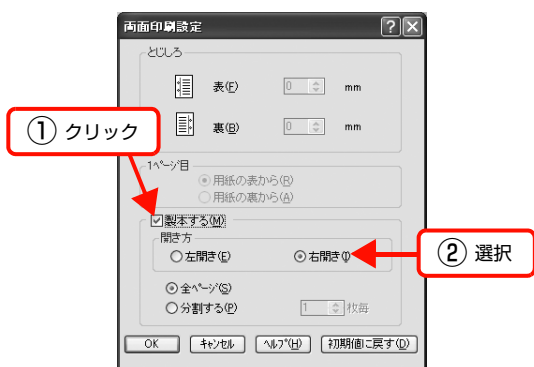 両面印刷設定
とじしろ
表(F) 0 mm
裏(B) 0 mm
① クリック
1ページ目
用紙の表から(R)
用紙の裏から(A)
製本する(M)
開き方
左開き(E) 右開き(I)
② 選択
全ページ(S)
分割する(P) 1 枚毎
OK キャンセル ヘルプ(H) 初期値に戻す(D)